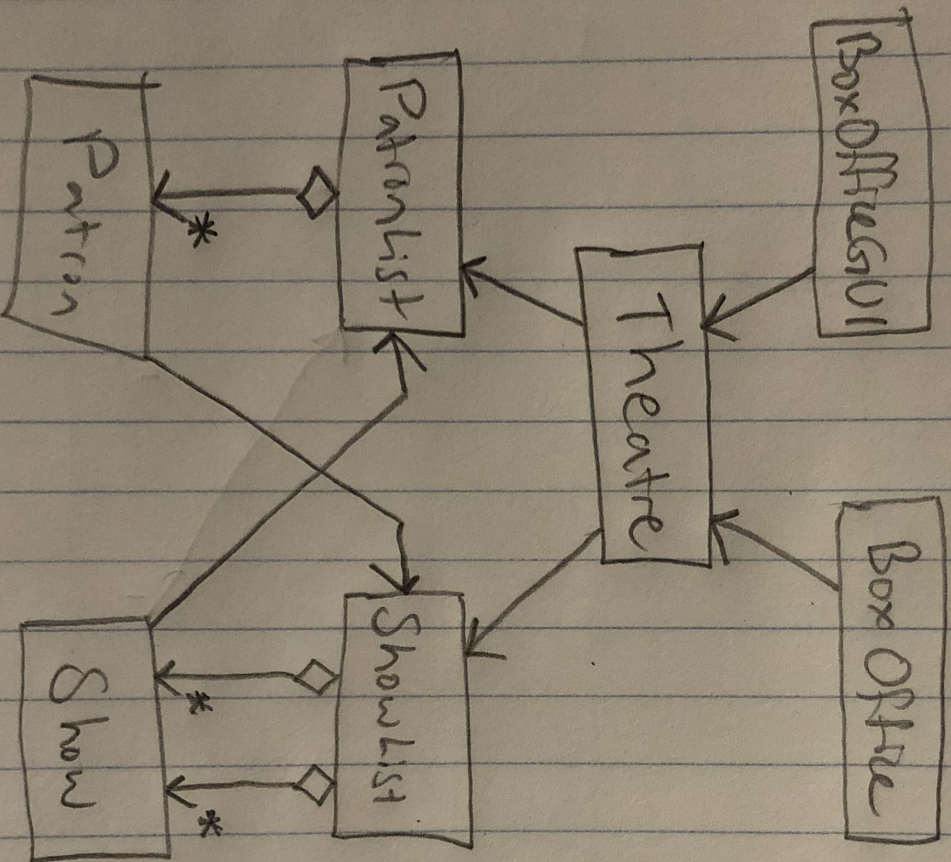 BoxOfficeGUI
BoxOffice
Theatre
PatronList
ShowList
*
*
*
Patron
Show